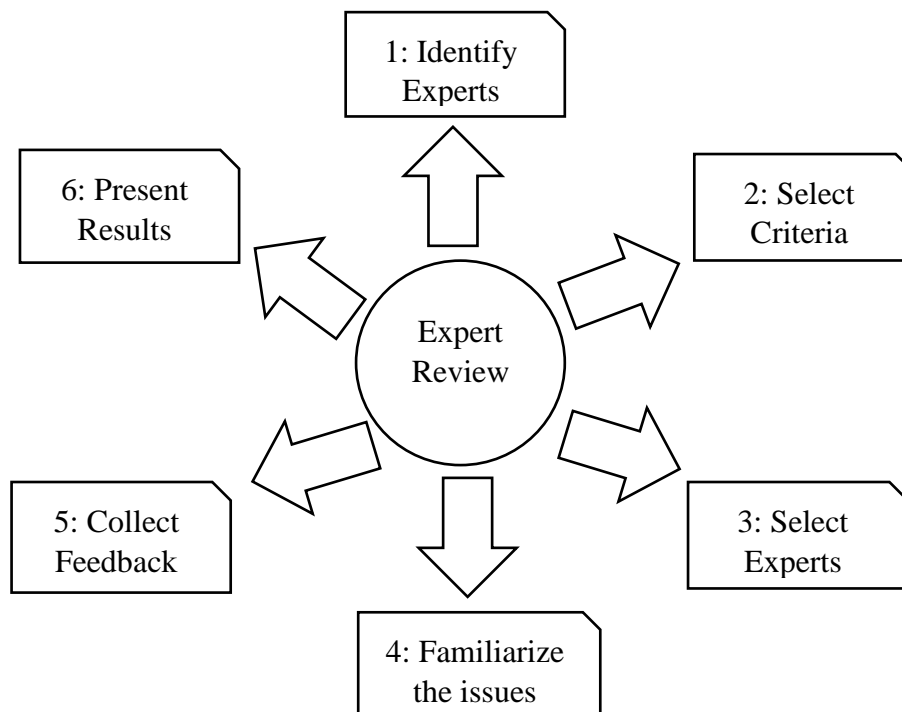 1: Identify
Experts
2: Select
Criteria
3: Select
Experts
4: Familiarize
the issues
5: Collect
Feedback
6: Present
Results
Expert
Review